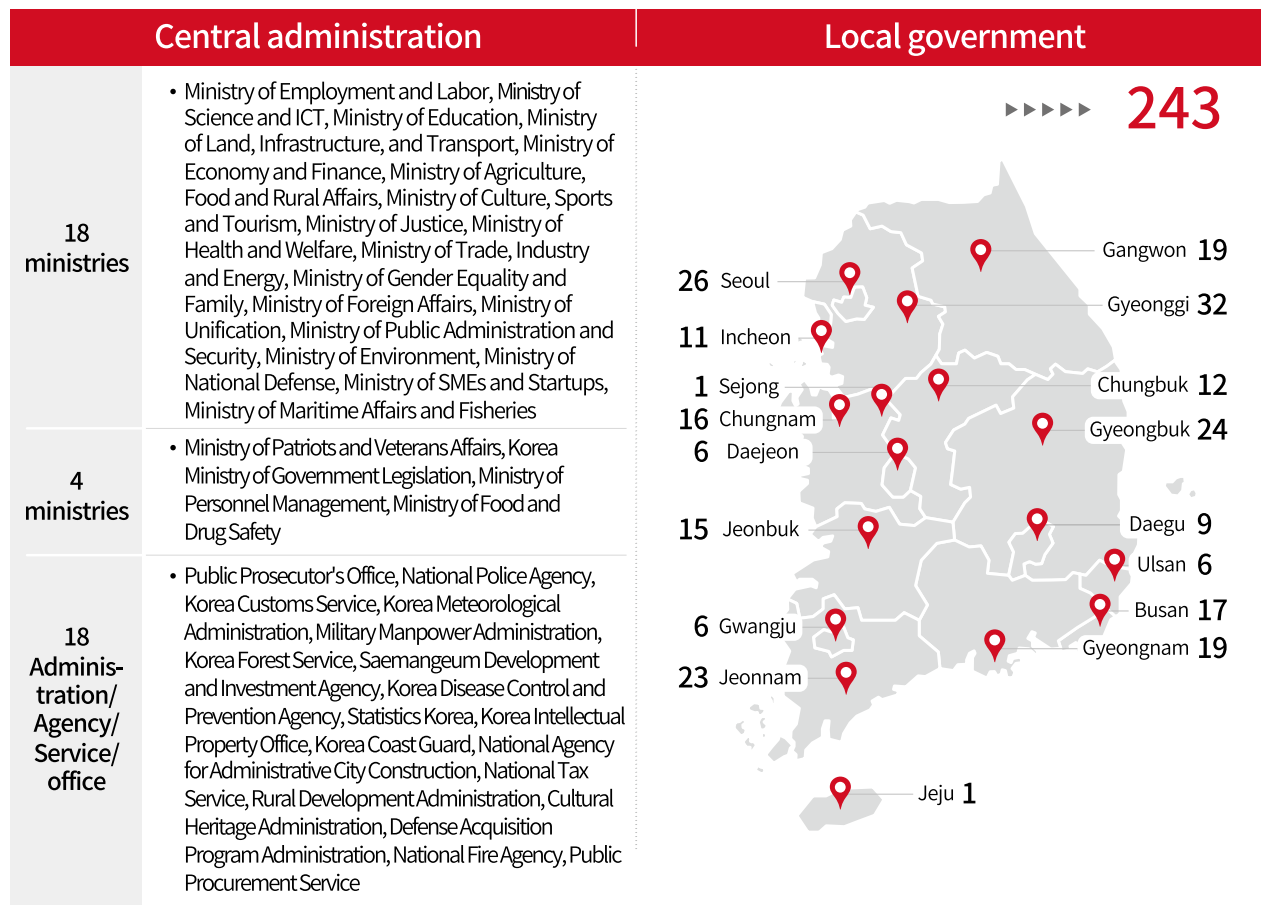 Central administration
Local government
18
ministries
• Ministry of Employment and Labor, Ministry of
Science and ICT, Ministry of Education, Ministry
of Land, Infrastructure, and Transport, Ministry of
Economy and Finance, Ministry of Agriculture,
Food and Rural Affairs, Ministry of Culture, Sports
and Tourism, Ministry of Justice, Ministry of
Health and Welfare, Ministry of Trade, Industry
and Energy, Ministry of Gender Equality and
Family, Ministry of Foreign Affairs, Ministry of
Unification, Ministry of Public Administration and
Security, Ministry of Environment, Ministry of
National Defense, Ministry of SMEs and Startups,
Ministry of Maritime Affairs and Fisheries
4
ministries
• Ministry of Patriots and Veterans Affairs, Korea
Ministry of Government Legislation, Ministry of
Personnel Management, Ministry of Food and
Drug Safety
18
Adminis-
tration/
Agency/
Service/
office
• Public Prosecutor's Office, National Police Agency,
Korea Customs Service, Korea Meteorological
Administration, Military Manpower Administration,
Korea Forest Service, Saemangeum Development
and Investment Agency, Korea Disease Control and
Prevention Agency, Statistics Korea, Korea Intellectual
Property Office, Korea Coast Guard, National Agency
for Administrative City Construction, National Tax
Service, Rural Development Administration, Cultural
Heritage Administration, Defense Acquisition
Program Administration, National Fire Agency, Public
Procurement Service
243
Gangwon 19
26 Seoul
Gyeonggi 32
11 Incheon
1 Sejong
Chungbuk 12
16 Chungnam
Gyeongbuk 24
6 Daejeon
Daegu 9
15 Jeonbuk
Ulsan 6
Busan 17
6 Gwangju
Gyeongnam 19
23 Jeonnam
Jeju 1